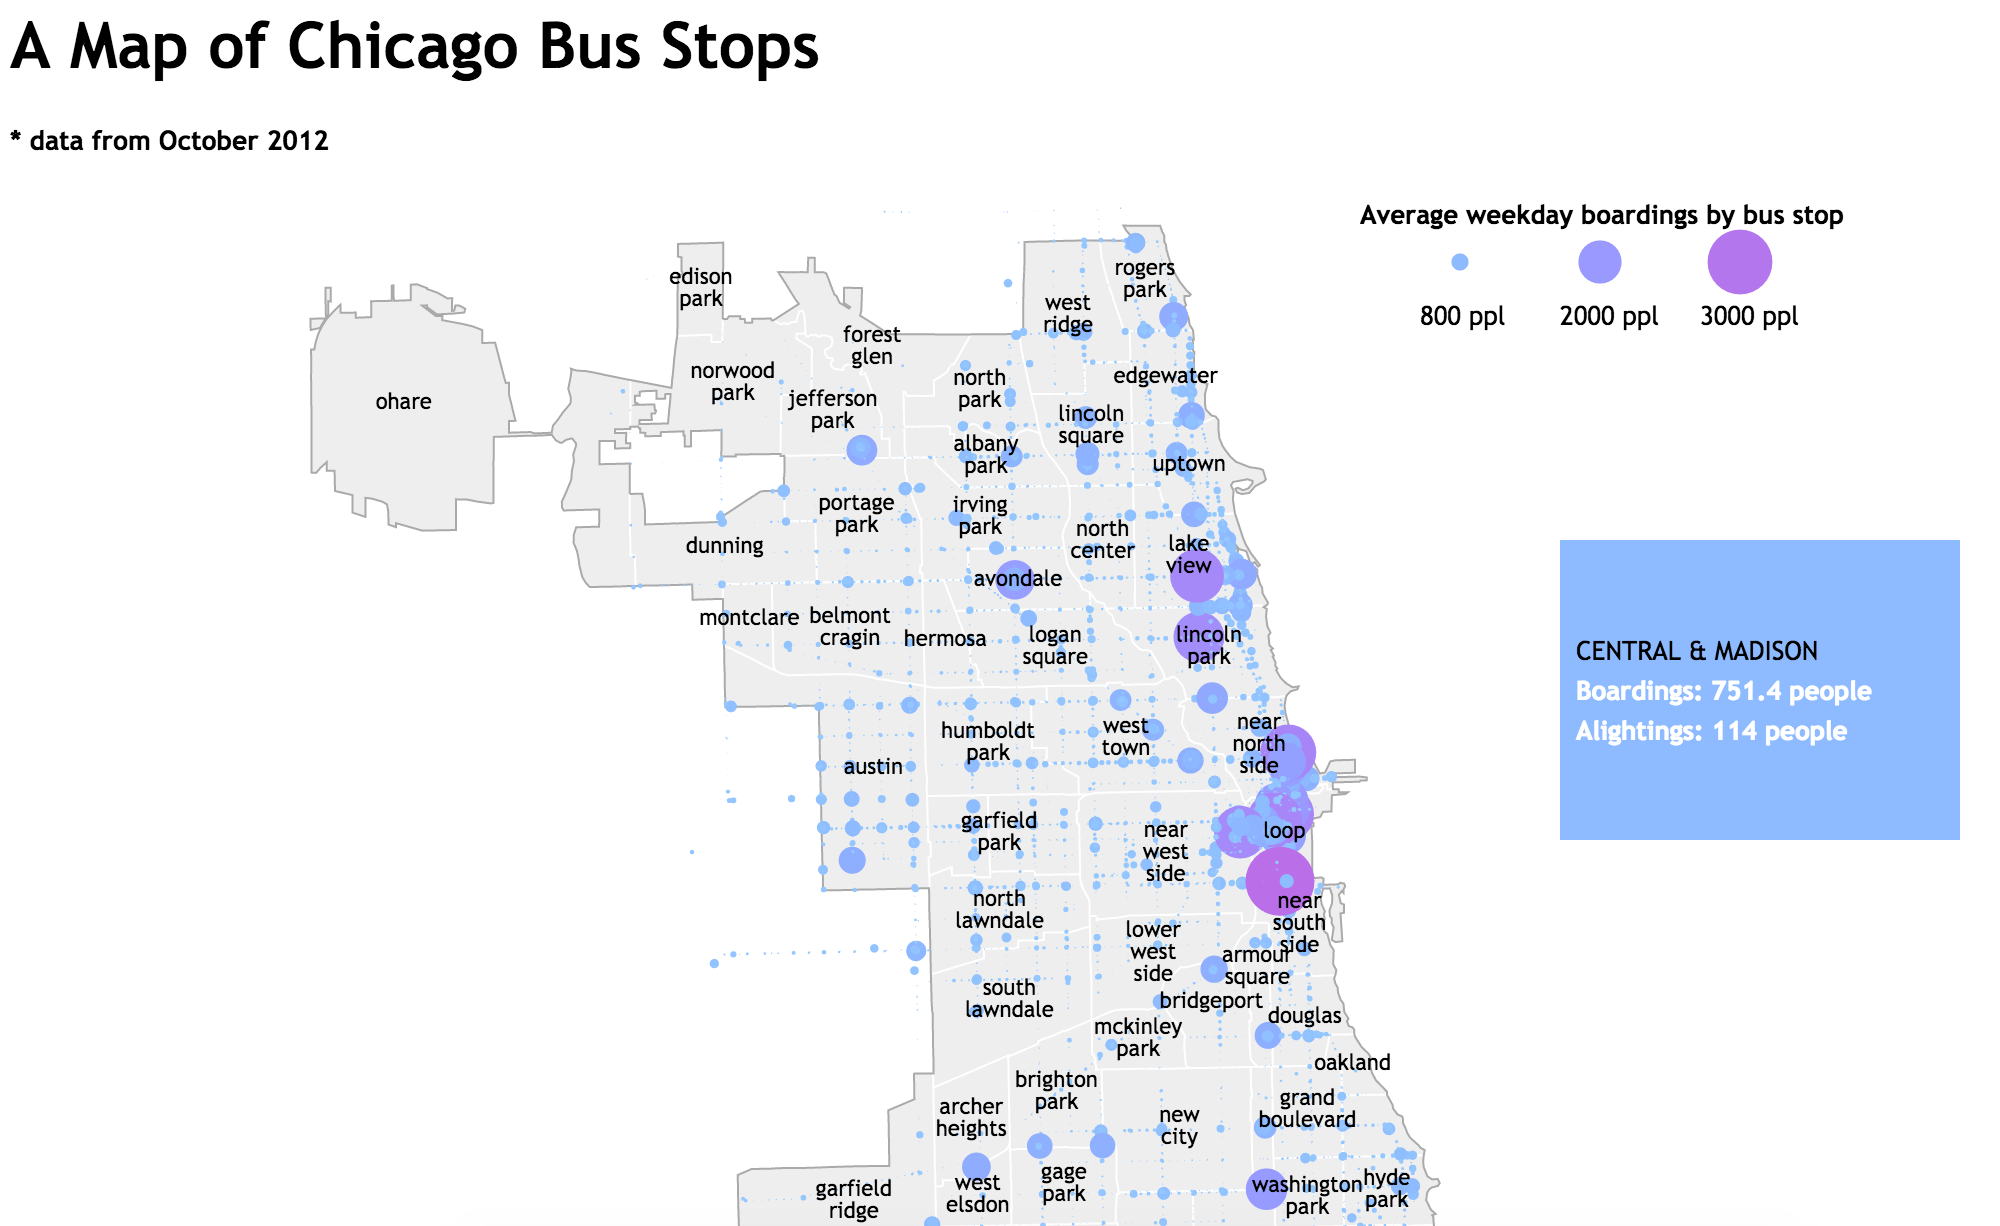 A Map of Chicago Bus Stops
* data from October 2012
Average weekday boardings by bus stop
800 ppl
2000 ppl
3000 ppl
edison
park
rogers
park
west
ridge
forest
glen
norwood
park
ohare
jefferson
park
north
park
edgewater
lincoln
square
albany
park
uptown
portage
park
irving
park
north
center
dunning
lake
view
avondale
montclare
belmont
cragin
hermosa
logan
square
lincoln
park
humboldt
park
west
town
near
north
side
austin
garfield
park
near
west
side
loop
north
lawndale
near
south
side
lower
west
side
armour
square
south
lawndale
bridgeport
douglas
mckinley
park
oakland
brighton
park
archer
heights
new
city
grand
boulevard
garfield
ridge
west
elsdon
gage
park
washington
park
hyde
park
CENTRAL & MADISON
Boardings: 751.4 people
Alightings: 114 people